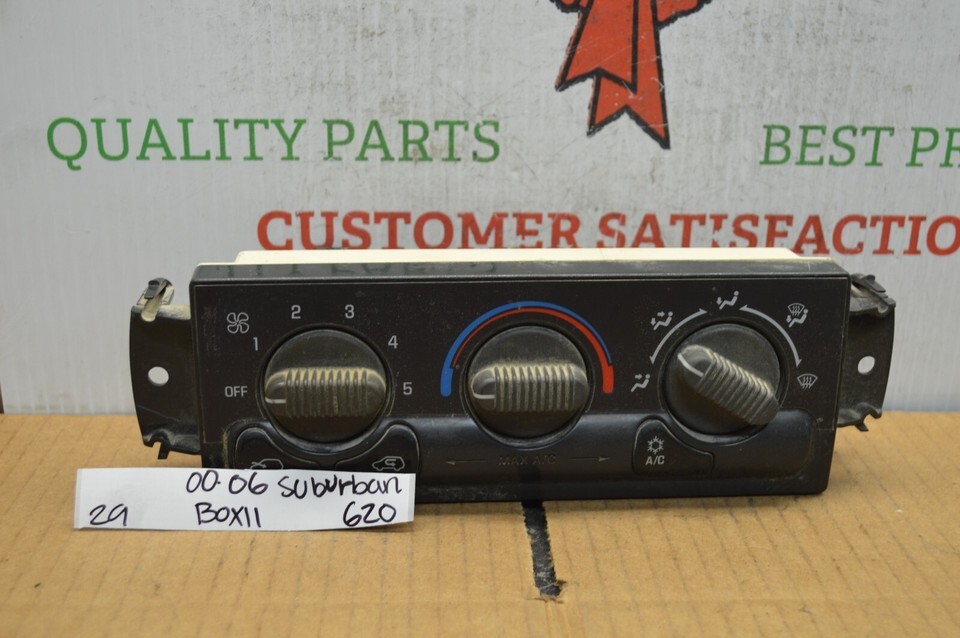 QUALITY PARTS
BEST PR
CUSTOMER SATISFACTIO
2 3
1 4
OFF 5
MAX A/C
A/C
00-06 suburban
29 BOX11 620